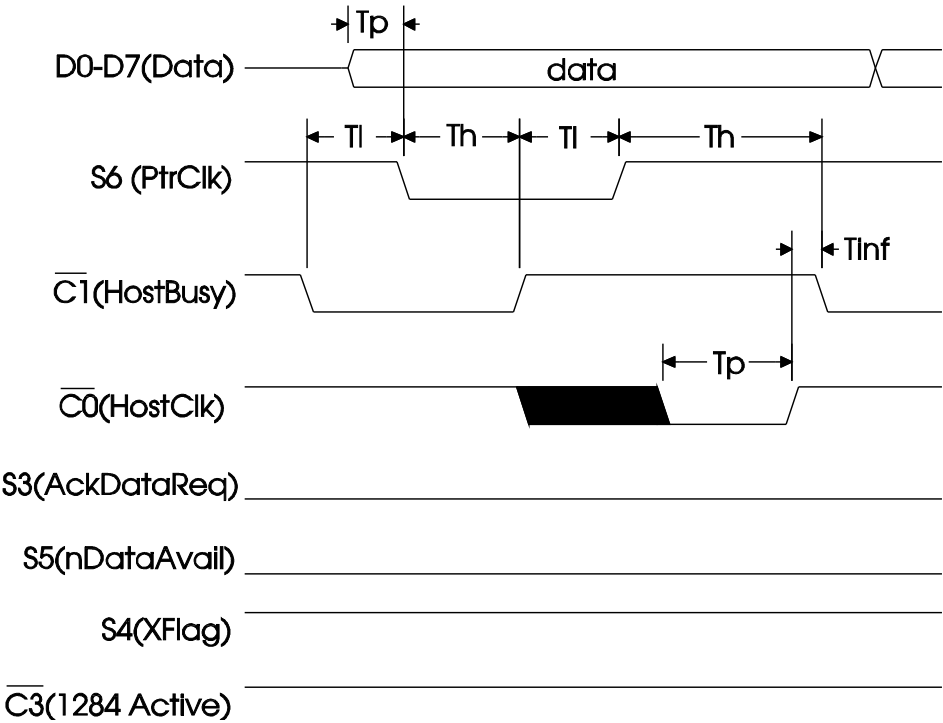 Tp
D0-D7(Data)
data
Tl Th Tl Th
S6 (PtrClk)
Tinf
C1(HostBusy)
Tp
C0(HostClk)
S3(AckDataReq)
S5(nDataAvail)
S4(XFlag)
C3(1284 Active)